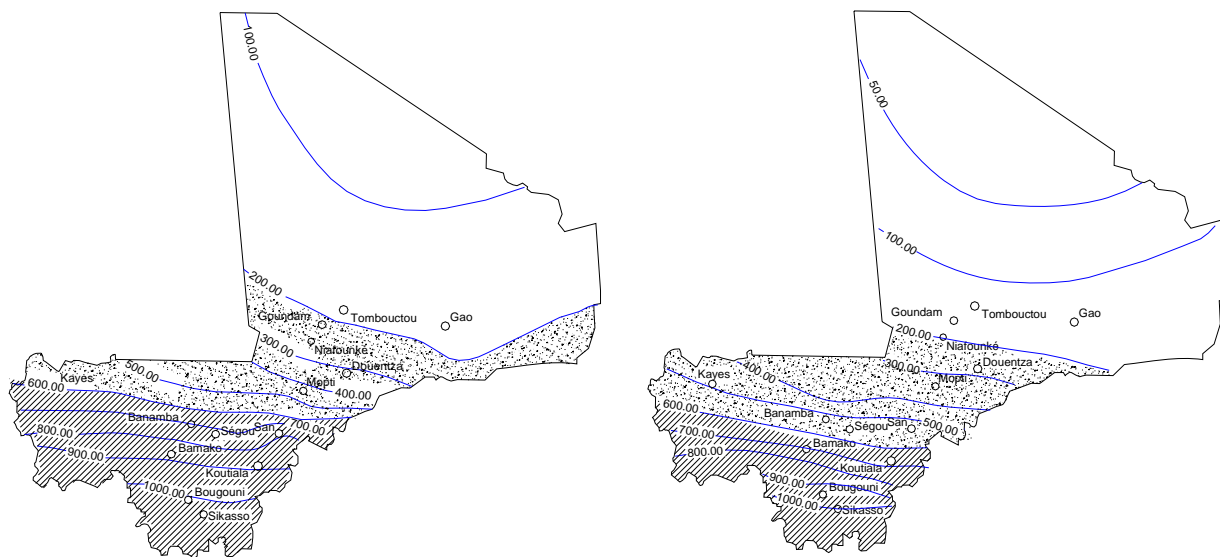 100.00
200.00
Goundam
Tombouctou
Gao
Niafounké
300.00
Douentza
500.00
Kayes
600.00
Mopti
400.00
Banamba
700.00
Ségou
San
800.00
Bamako
900.00
Koutiala
1000.00
Bougouni
Sikasso
50.00
100.00
Goundam
Tombouctou
Gao
200.00
Niafounké
Douentza
300.00
400.00
Kayes
Mopti
600.00
Banamba
500.00
Ségou
San
700.00
Bamako
800.00
Koutiala
900.00
Bougouni
1000.00
Sikasso